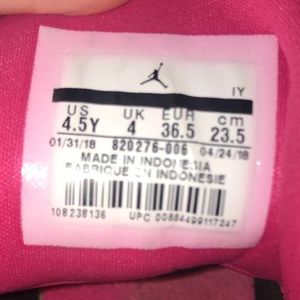 IY
US UK EUR cm
4.5Y 4 36.5 23.5
01/31/18 820276-006 04/24/18
MADE IN INDONESIA
FABRIQUE EN INDONESIE
108238136 UPC 00884499117247